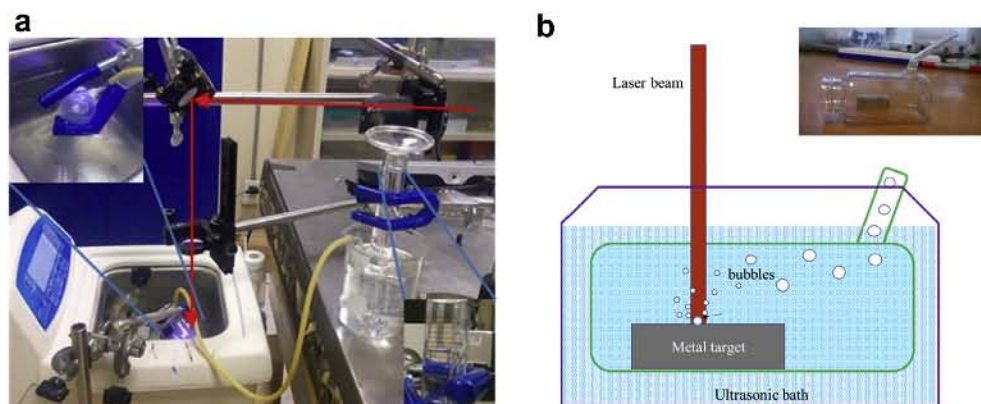 a
b
Laser beam
bubbles
Metal target
Ultrasonic bath